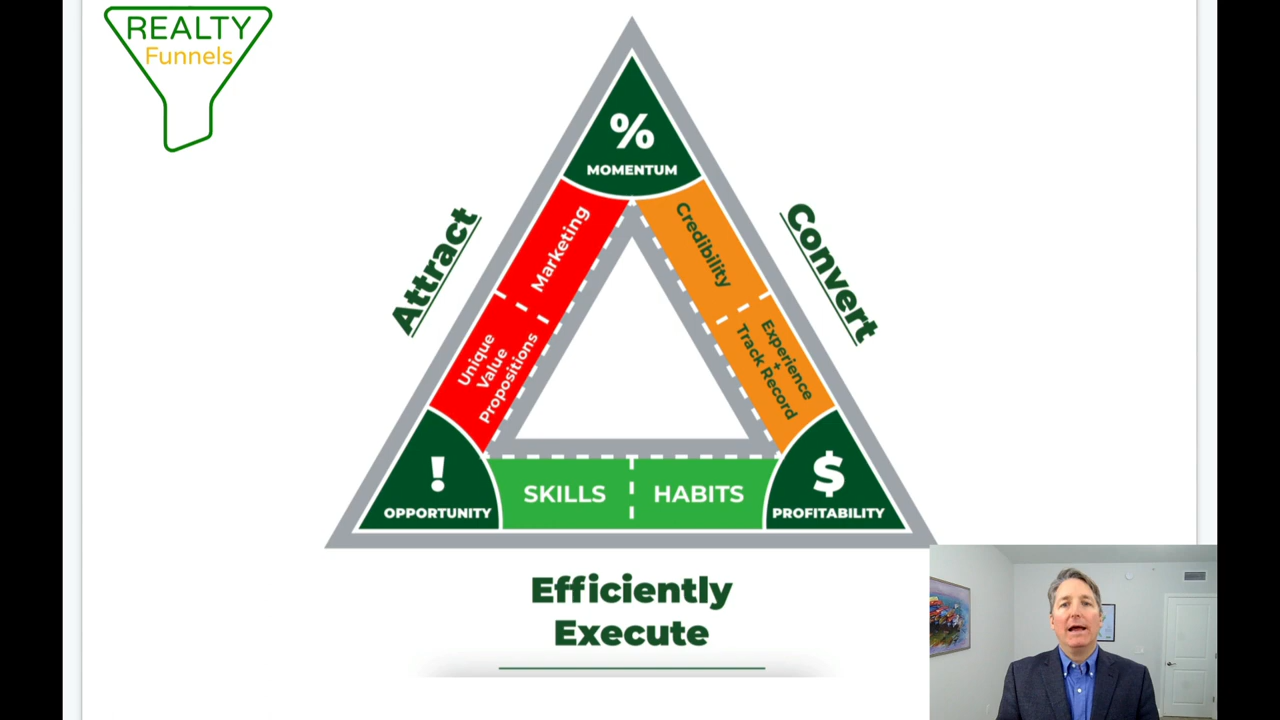 REALTY
Funnels
%
MOMENTUM
Attract
Marketing
Unique
Value
Propositions
Convert
Credibility
Experience
+
Track Record
!
OPPORTUNITY
SKILLS
HABITS
$
PROFITABILITY
Efficiently
Execute